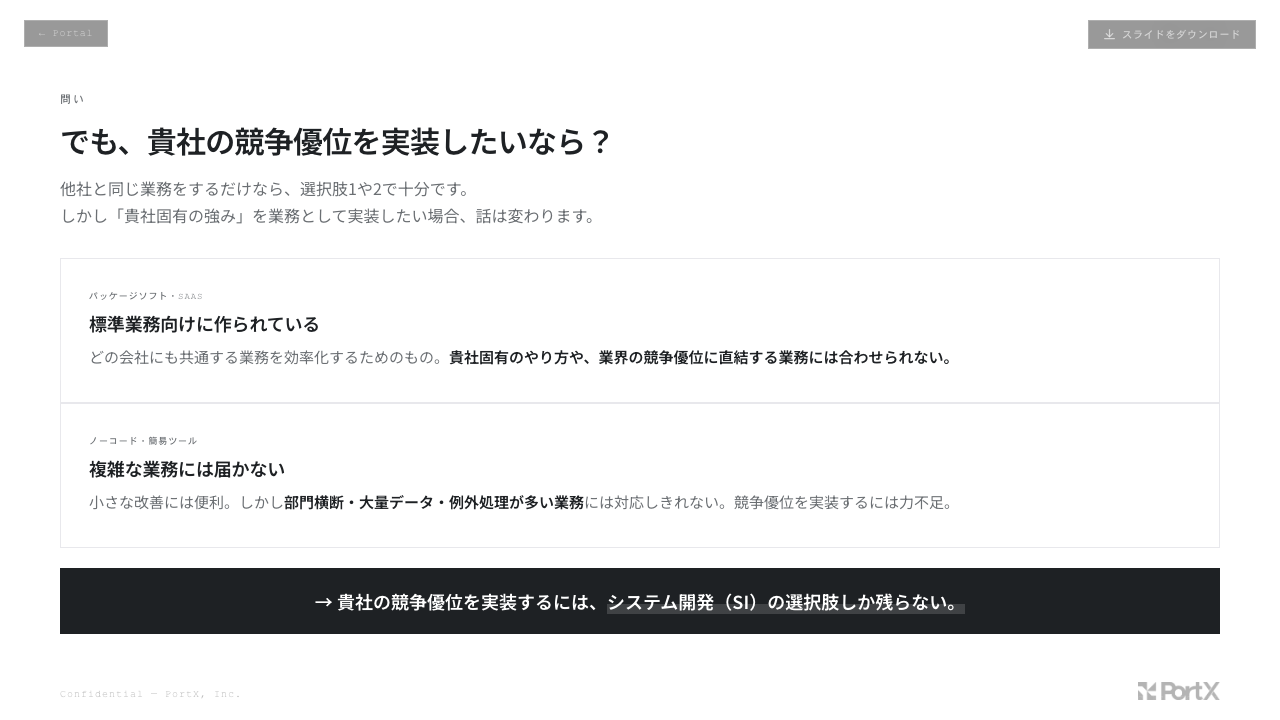 ← Portal
スライドをダウンロード
問い
でも、貴社の競争優位を実装したいなら？
他社と同じ業務をするだけなら、選択肢1や2で十分です。
しかし「貴社固有の強み」を業務として実装したい場合、話は変わります。
パッケージソフト・SAAS
標準業務向けに作られている
どの会社にも共通する業務を効率化するためのもの。貴社固有のやり方や、業界の競争優位に直結する業務には合わせられない。
ノーコード・簡易ツール
複雑な業務には届かない
小さな改善には便利。しかし部門横断・大量データ・例外処理が多い業務には対応しきれない。競争優位を実装するには力不足。
→ 貴社の競争優位を実装するには、システム開発（SI）の選択肢しか残らない。
Confidential — PortX, Inc.
PortX